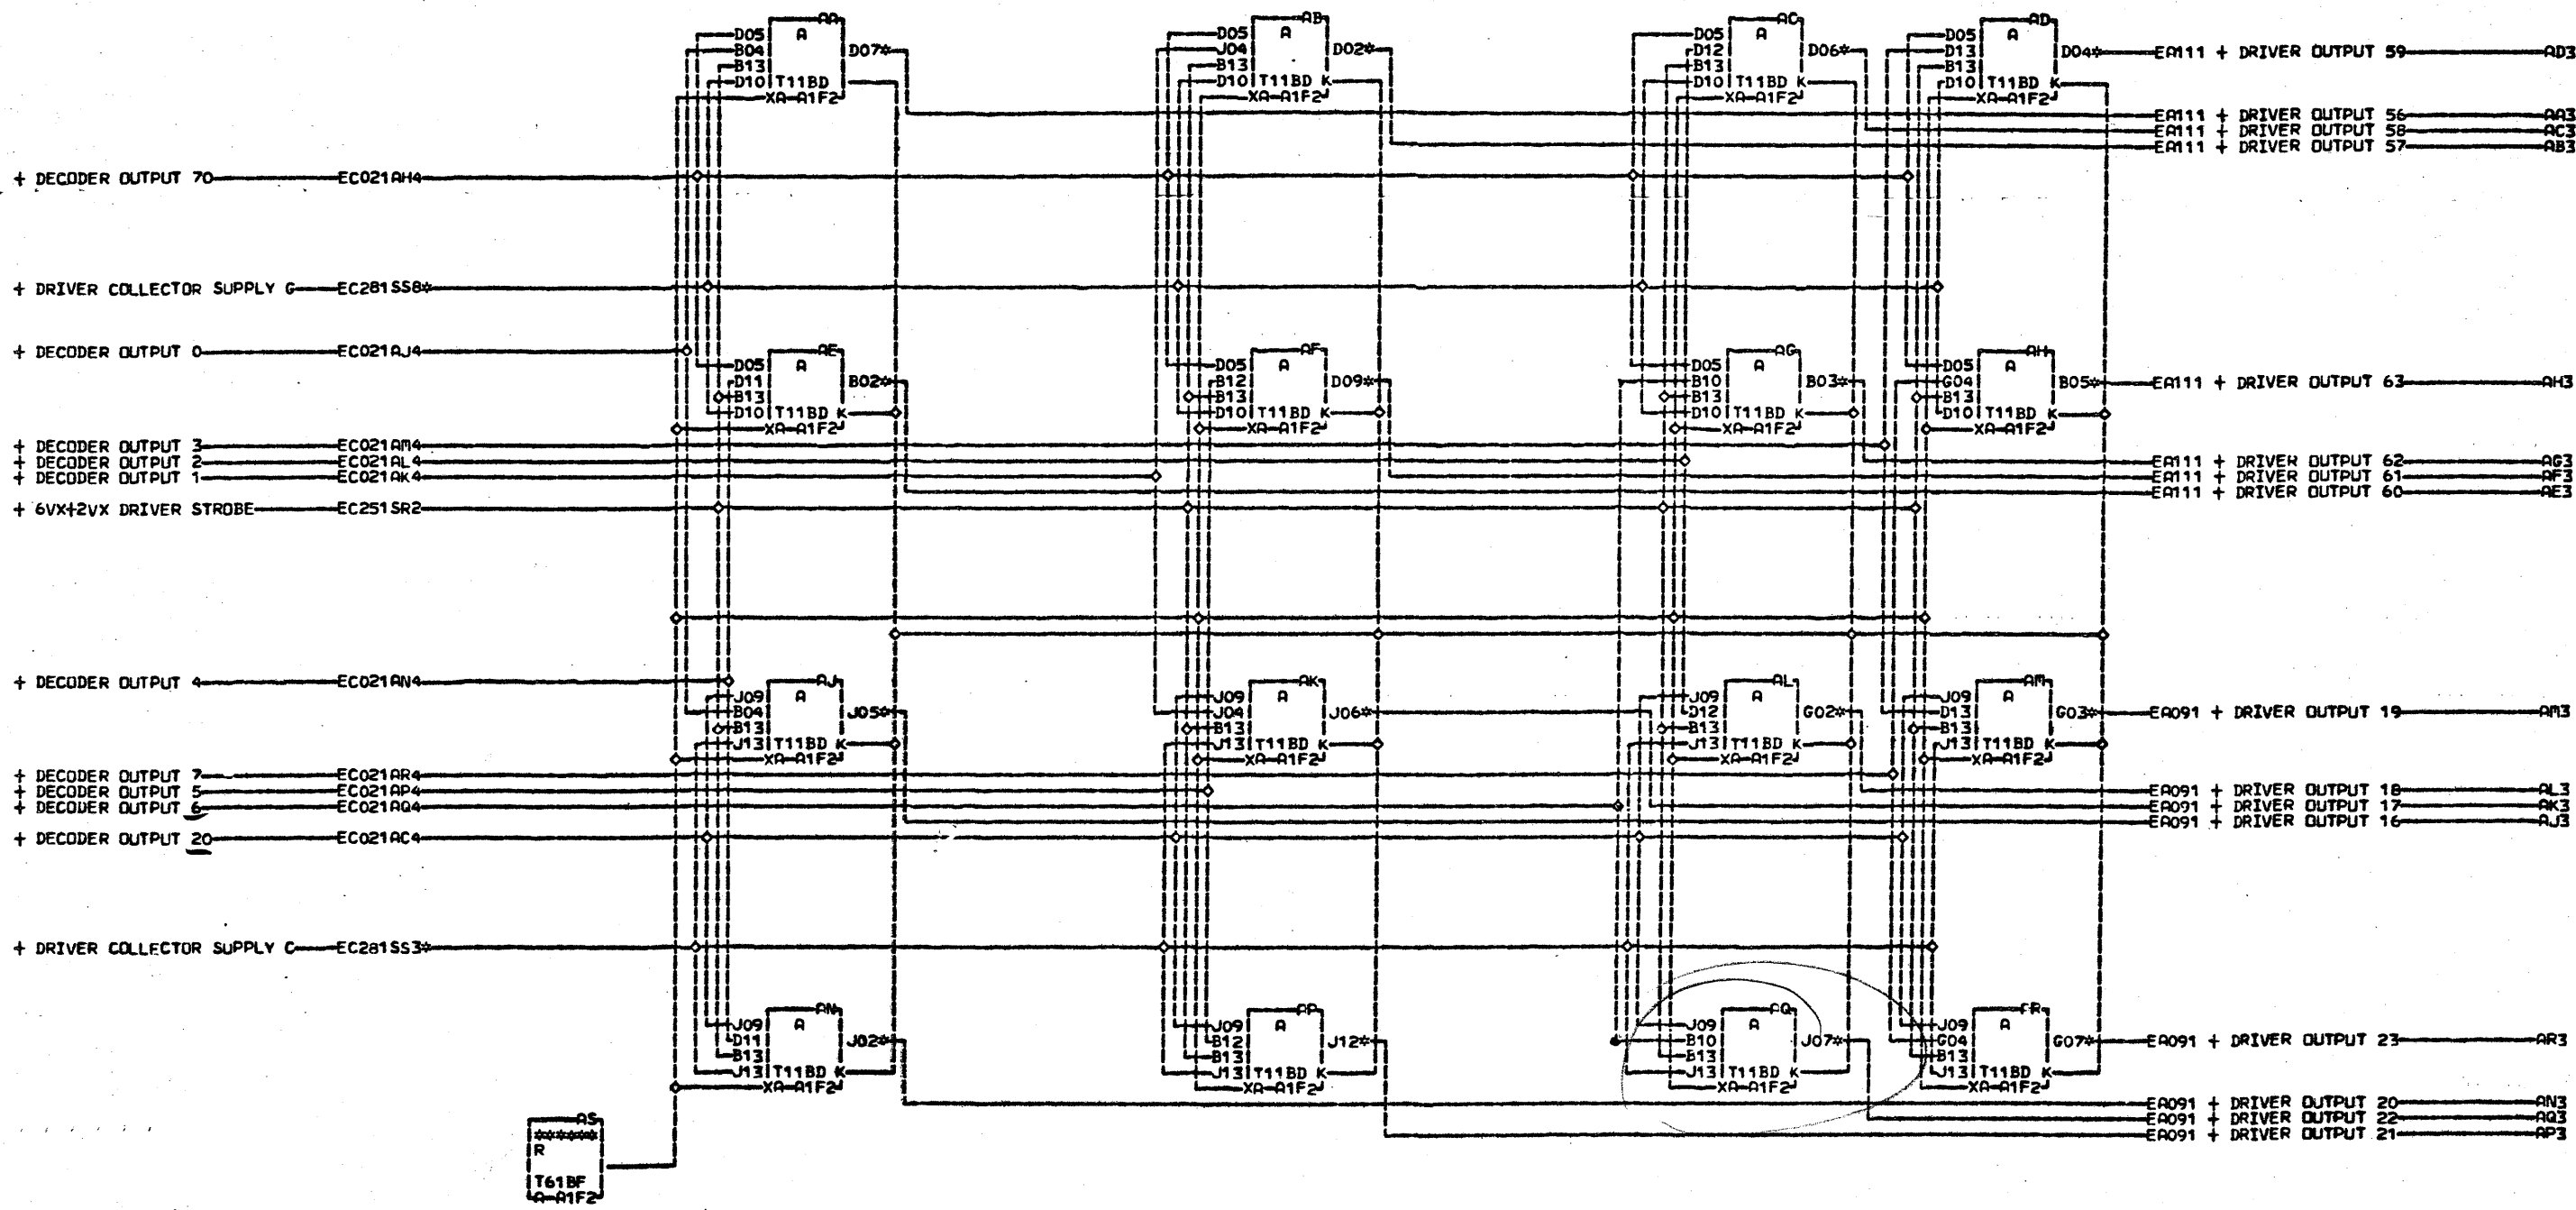 AA AB AC AD
D05 A D05 A D05 A D05 A
B04 D07* J04 D02* D12 D06* D13 D04* EA111 + DRIVER OUTPUT 59 AD3
B13 B13 B13 B13
D10 T11BD D10 T11BD K D10 T11BD K D10 T11BD K
XA-A1F2 XA-A1F2 XA-A1F2 XA-A1F2
EA111 + DRIVER OUTPUT 56 AA3
EA111 + DRIVER OUTPUT 58 AC3
EA111 + DRIVER OUTPUT 57 AB3
+ DECODER OUTPUT 70 EC021AH4
+ DRIVER COLLECTOR SUPPLY G EC281SS8*
+ DECODER OUTPUT 0 EC021AJ4
AE AF AG AH
D05 A D05 A D05 A D05 A
D11 B02* B12 D09* B10 B03* G04 B05* EA111 + DRIVER OUTPUT 63 AH3
B13 B13 B13 B13
D10 T11BD K D10 T11BD K D10 T11BD K D10 T11BD K
XA-A1F2 XA-A1F2 XA-A1F2 XA-A1F2
+ DECODER OUTPUT 3 EC021AM4
+ DECODER OUTPUT 2 EC021AL4 EA111 + DRIVER OUTPUT 62 AG3
+ DECODER OUTPUT 1 EC021AK4 EA111 + DRIVER OUTPUT 61 AF3
EA111 + DRIVER OUTPUT 60 AE3
+ 6VX+2VX DRIVER STROBE EC251SR2
+ DECODER OUTPUT 4 EC021AN4
AJ AK AL AM
J09 A J09 A J09 A J09 A
B04 J05* J04 J06* D12 G02* D13 G03* EA091 + DRIVER OUTPUT 19 AM3
B13 B13 B13 B13
J13 T11BD K J13 T11BD K J13 T11BD K J13 T11BD K
XA-A1F2 XA-A1F2 XA-A1F2 XA-A1F2
+ DECODER OUTPUT 7 EC021AR4
+ DECODER OUTPUT 5 EC021AP4 EA091 + DRIVER OUTPUT 18 AL3
+ DECODER OUTPUT 6 EC021AQ4 EA091 + DRIVER OUTPUT 17 AK3
EA091 + DRIVER OUTPUT 16 AJ3
+ DECODER OUTPUT 20 EC021AC4
+ DRIVER COLLECTOR SUPPLY C EC281SS3*
AN AP AQ AR
J09 A J09 A J09 A J09 A
D11 J02* B12 J12* B10 J07* G04 G07* EA091 + DRIVER OUTPUT 23 AR3
B13 B13 B13 B13
J13 T11BD K J13 T11BD K J13 T11BD K J13 T11BD K
XA-A1F2 XA-A1F2 XA-A1F2 XA-A1F2
EA091 + DRIVER OUTPUT 20 AN3
EA091 + DRIVER OUTPUT 22 AQ3
EA091 + DRIVER OUTPUT 21 AP3
AS
******
R
T61BF
A-A1F2